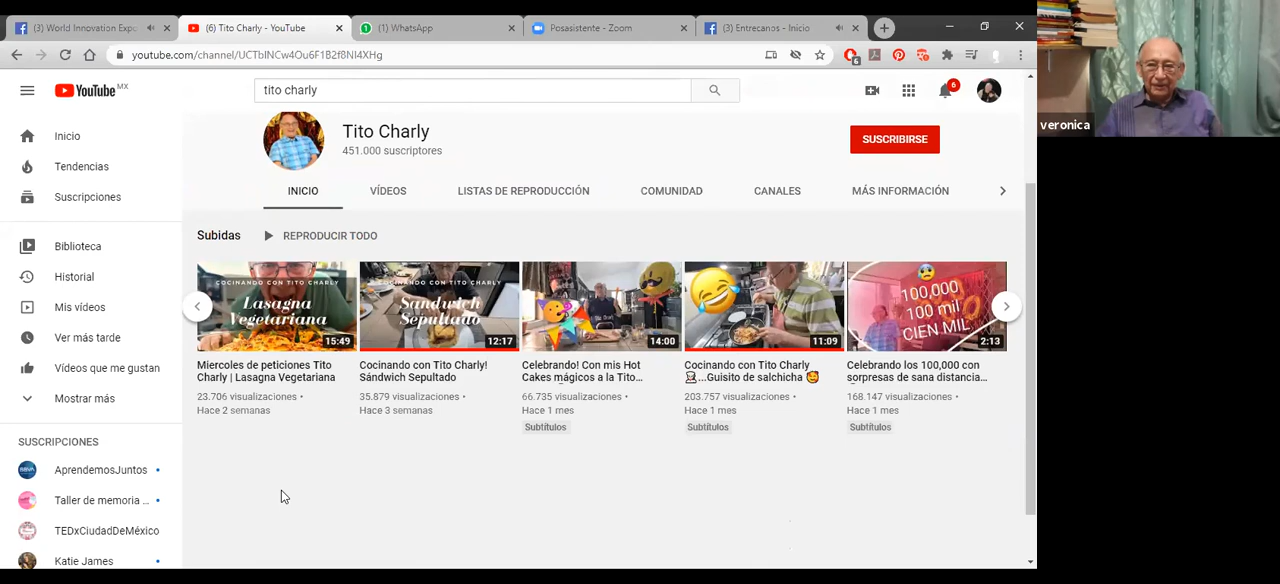 (3) World Innovation Expo
(6) Tito Charly - YouTube
(1) WhatsApp
Posasistente - Zoom
(3) Entrecanos - Inicio
youtube.com/channel/UCTbINCw4Ou6F1B2f8Nl4XHg
6
YouTube MX
tito charly
6
veronica
Inicio
Tendencias
Suscripciones
Biblioteca
Historial
Mis vídeos
Ver más tarde
Vídeos que me gustan
Mostrar más
SUSCRIPCIONES
AprendemosJuntos
Taller de memoria ...
TEDxCiudadDeMéxico
Katie James
Tito Charly
451.000 suscriptores
SUSCRIBIRSE
INICIO
VÍDEOS
LISTAS DE REPRODUCCIÓN
COMUNIDAD
CANALES
MÁS INFORMACIÓN
Subidas
REPRODUCIR TODO
COCINANDO CON TITO CHARLY
Lasagna
Vegetariana
15:49
Miercoles de peticiones Tito
Charly | Lasagna Vegetariana
23.706 visualizaciones •
Hace 2 semanas
COCINANDO CON TITO CHARLY
Sandwich
Sepultado
12:17
Cocinando con Tito Charly!
Sándwich Sepultado
35.879 visualizaciones •
Hace 3 semanas
14:00
Celebrando! Con mis Hot
Cakes mágicos a la Tito…
66.735 visualizaciones •
Hace 1 mes
Subtítulos
11:09
Cocinando con Tito Charly
...Guisito de salchicha
203.757 visualizaciones •
Hace 1 mes
Subtítulos
100,000
100 mil
CIEN MIL
2:13
Celebrando los 100,000 con
sorpresas de sana distancia…
168.147 visualizaciones •
Hace 1 mes
Subtítulos